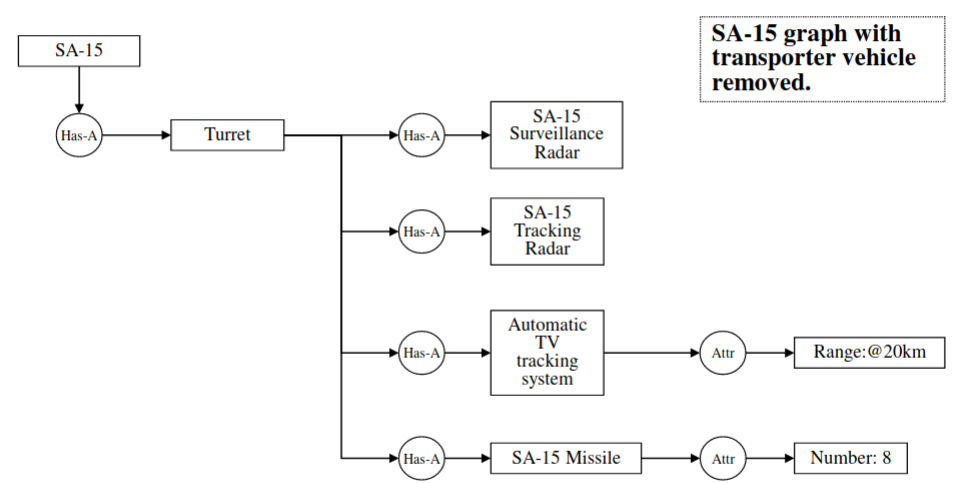 SA-15 graph with
transporter vehicle
removed.
SA-15
Has-A
Turret
Has-A
SA-15
Surveillance
Radar
Has-A
SA-15
Tracking
Radar
Has-A
Automatic
TV
tracking
system
Attr
Range:@20km
Has-A
SA-15 Missile
Attr
Number: 8